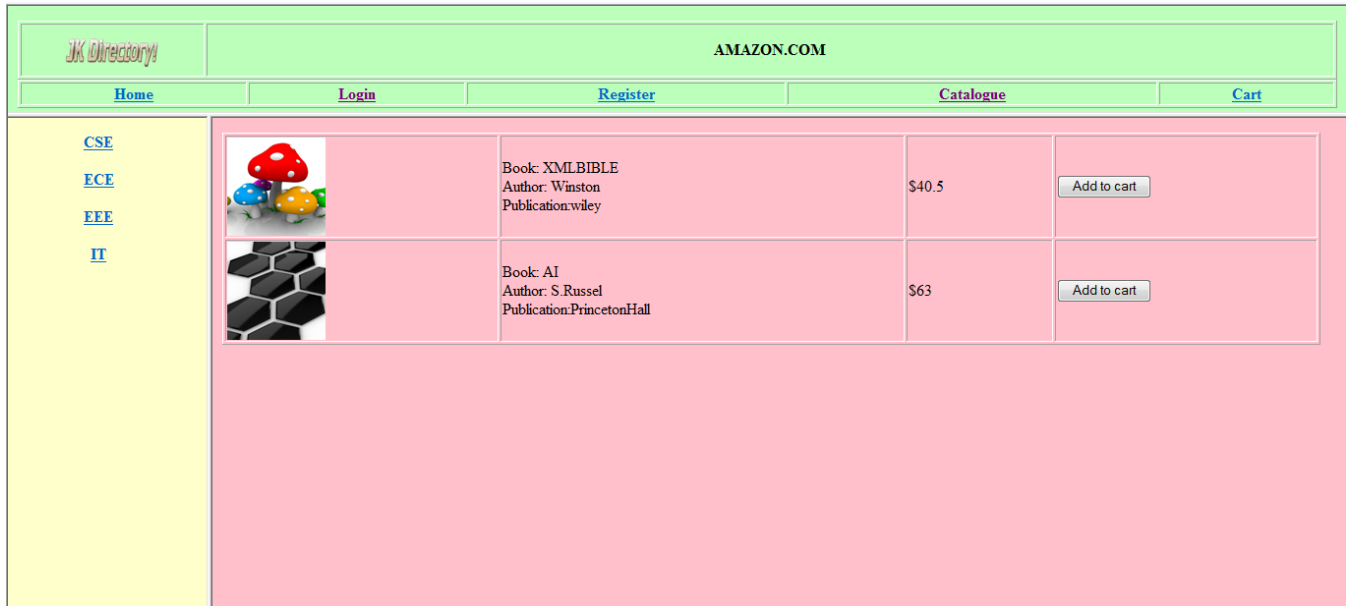 JK Directory!
AMAZON.COM
Home Login Register Catalogue Cart
CSE
ECE
EEE
IT
Book: XMLBIBLE
Author: Winston
Publication:wiley
$40.5
Add to cart
Book: AI
Author: S.Russel
Publication:PrincetonHall
$63
Add to cart